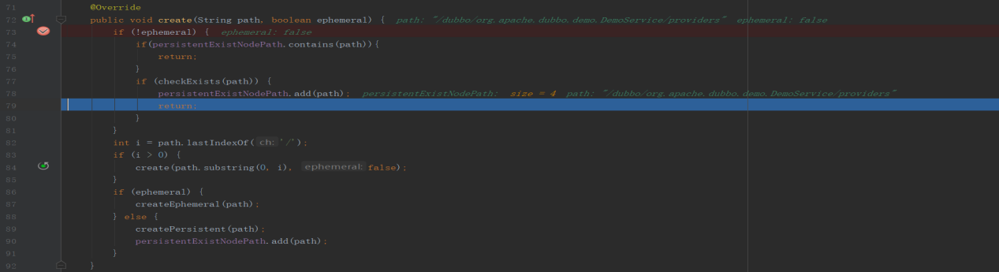 71 @Override
72 public void create(String path, boolean ephemeral) { path: "/dubbo/org.apache.dubbo.demo.DemoService/providers" ephemeral: false
73 if (!ephemeral) { ephemeral: false
74 if(persistentExistNodePath.contains(path)){
75 return;
76 }
77 if (checkExists(path)) {
78 persistentExistNodePath.add(path); persistentExistNodePath: size = 4 path: "/dubbo/org.apache.dubbo.demo.DemoService/providers"
79 return;
80 }
81 }
82 int i = path.lastIndexOf( ch: '/');
83 if (i > 0) {
84 create(path.substring(0, i), ephemeral: false);
85 }
86 if (ephemeral) {
87 createEphemeral(path);
88 } else {
89 createPersistent(path);
90 persistentExistNodePath.add(path);
91 }
92 }